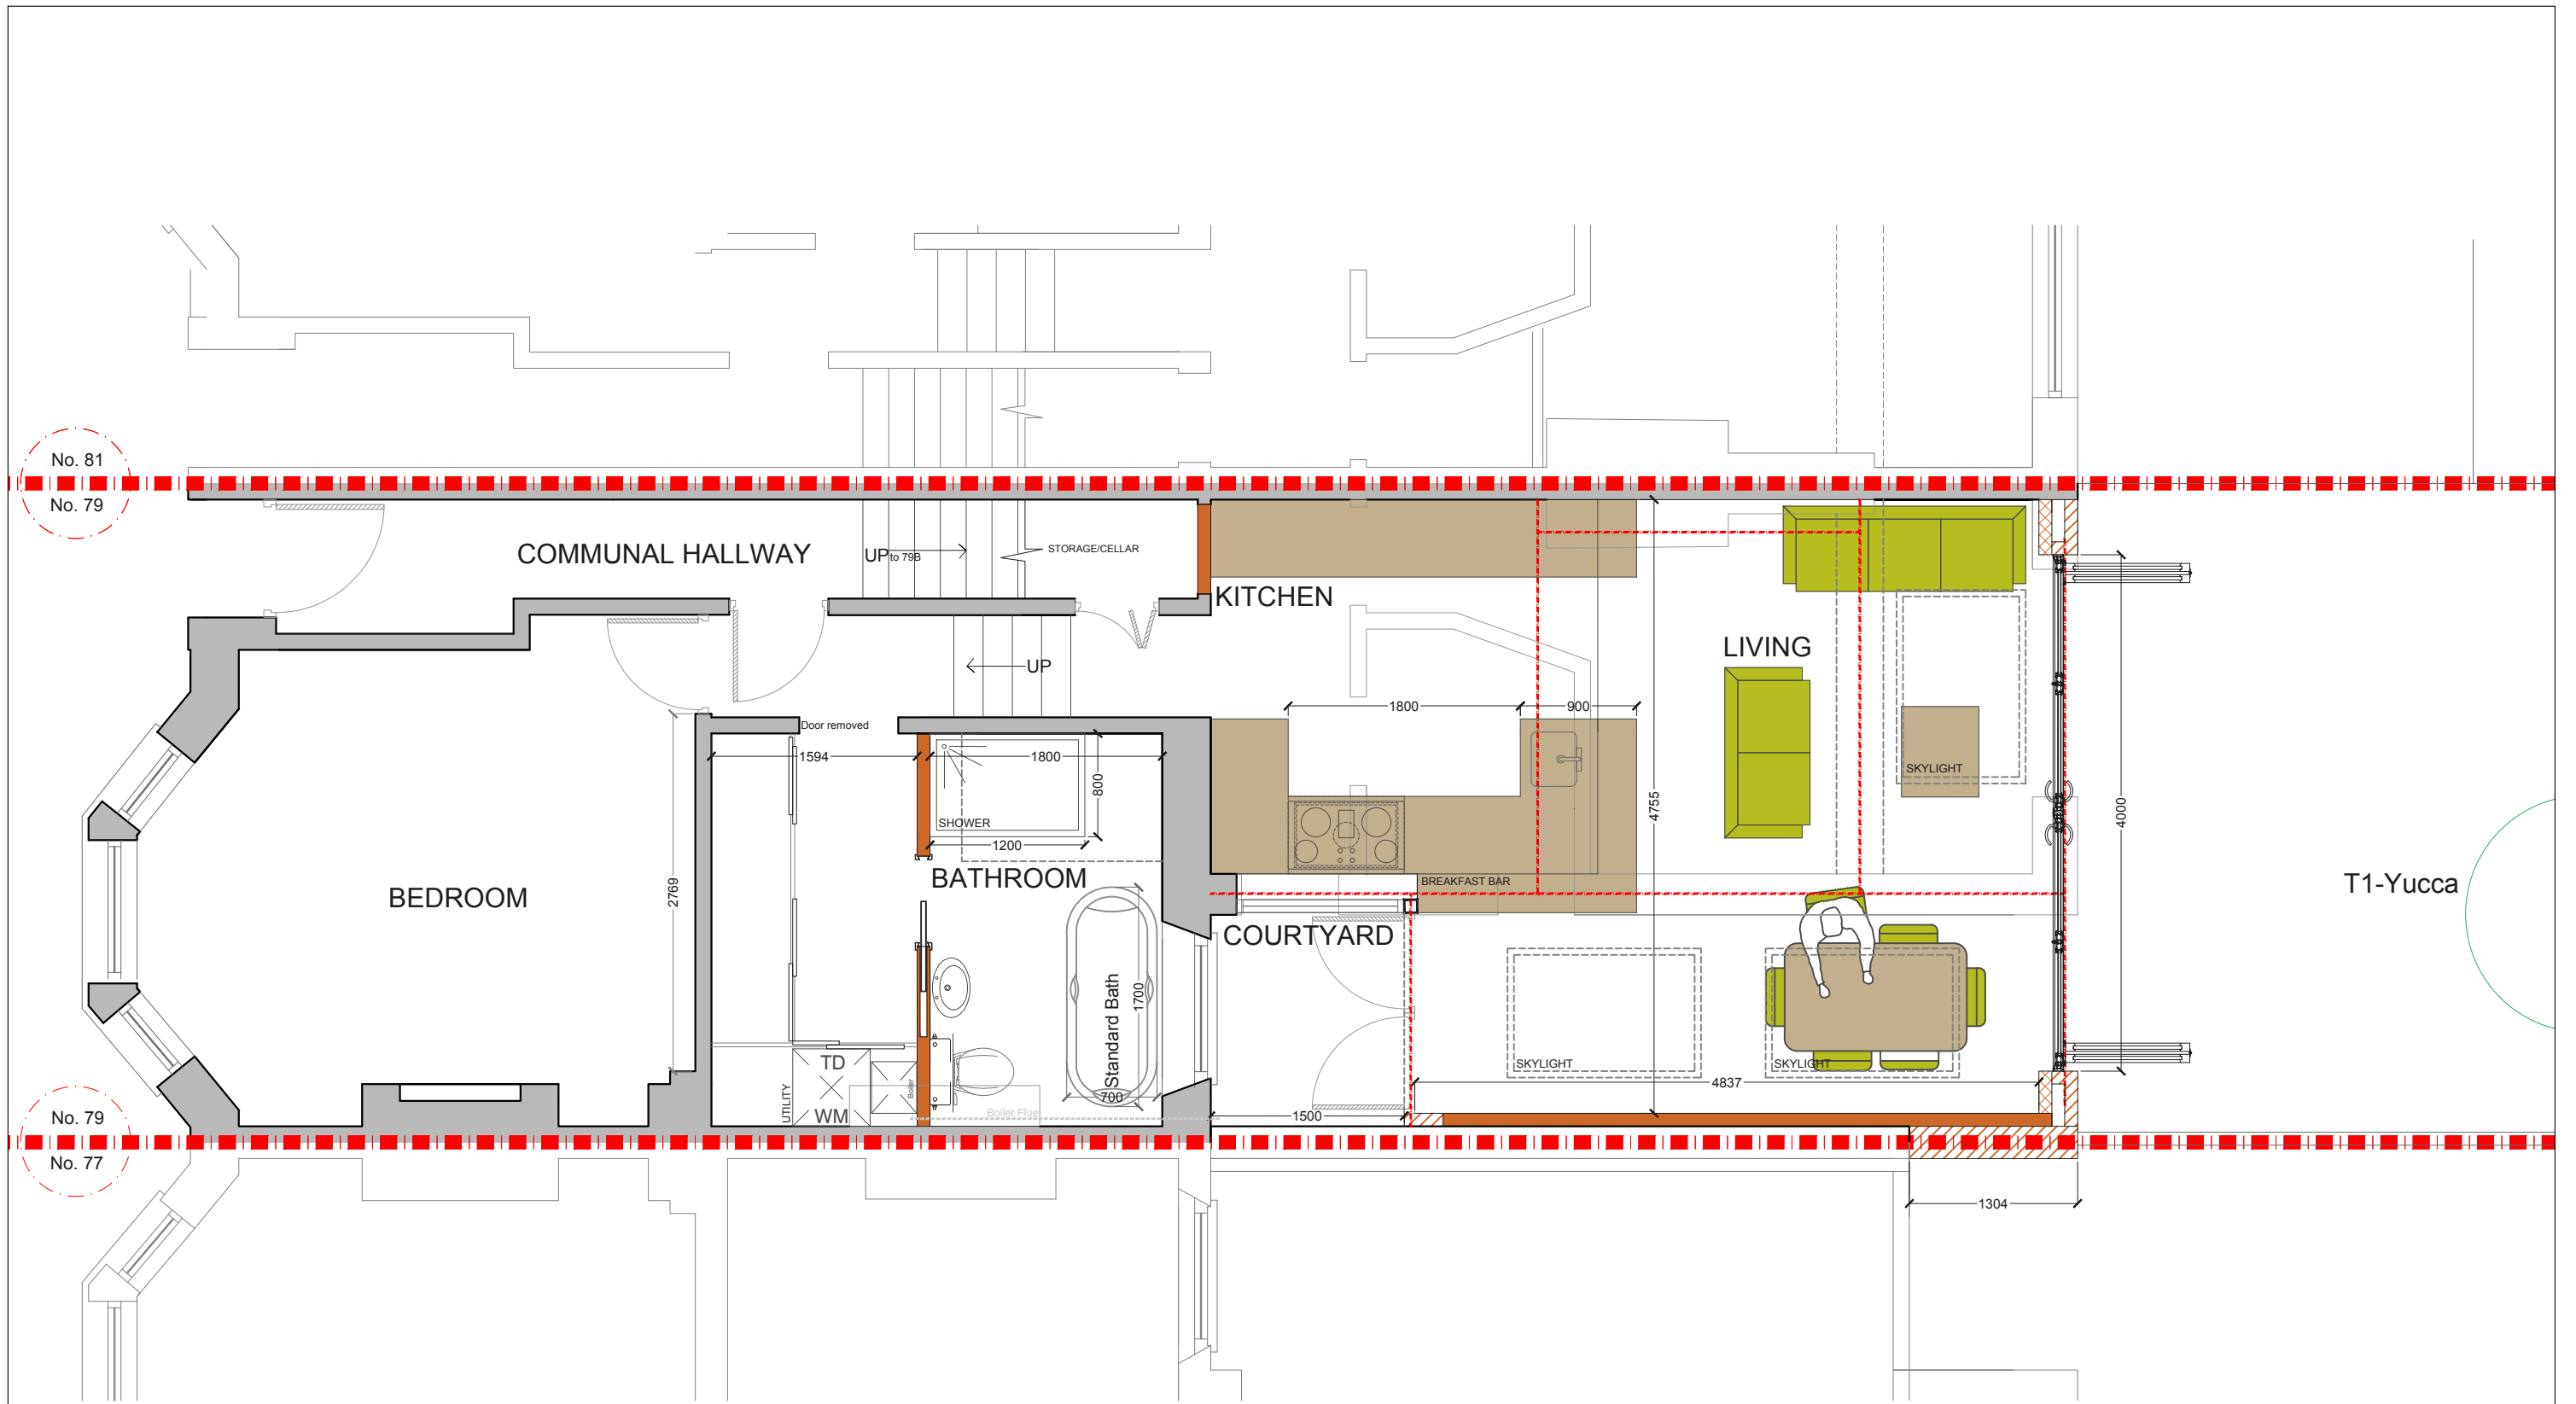 No. 81
No. 79
COMMUNAL HALLWAY
UP to 79B
STORAGE/CELLAR
KITCHEN
LIVING
UP
1800
900
Door removed
1594
1800
800
SHOWER
1200
SKYLIGHT
4755
4000
2769
BEDROOM
BATHROOM
BREAKFAST BAR
T1-Yucca
COURTYARD
Standard Bath
1700
700
TD
WM
UTILITY
Boiler
Boiler Flue
SKYLIGHT
SKYLIGHT
4837
1500
No. 79
No. 77
1304